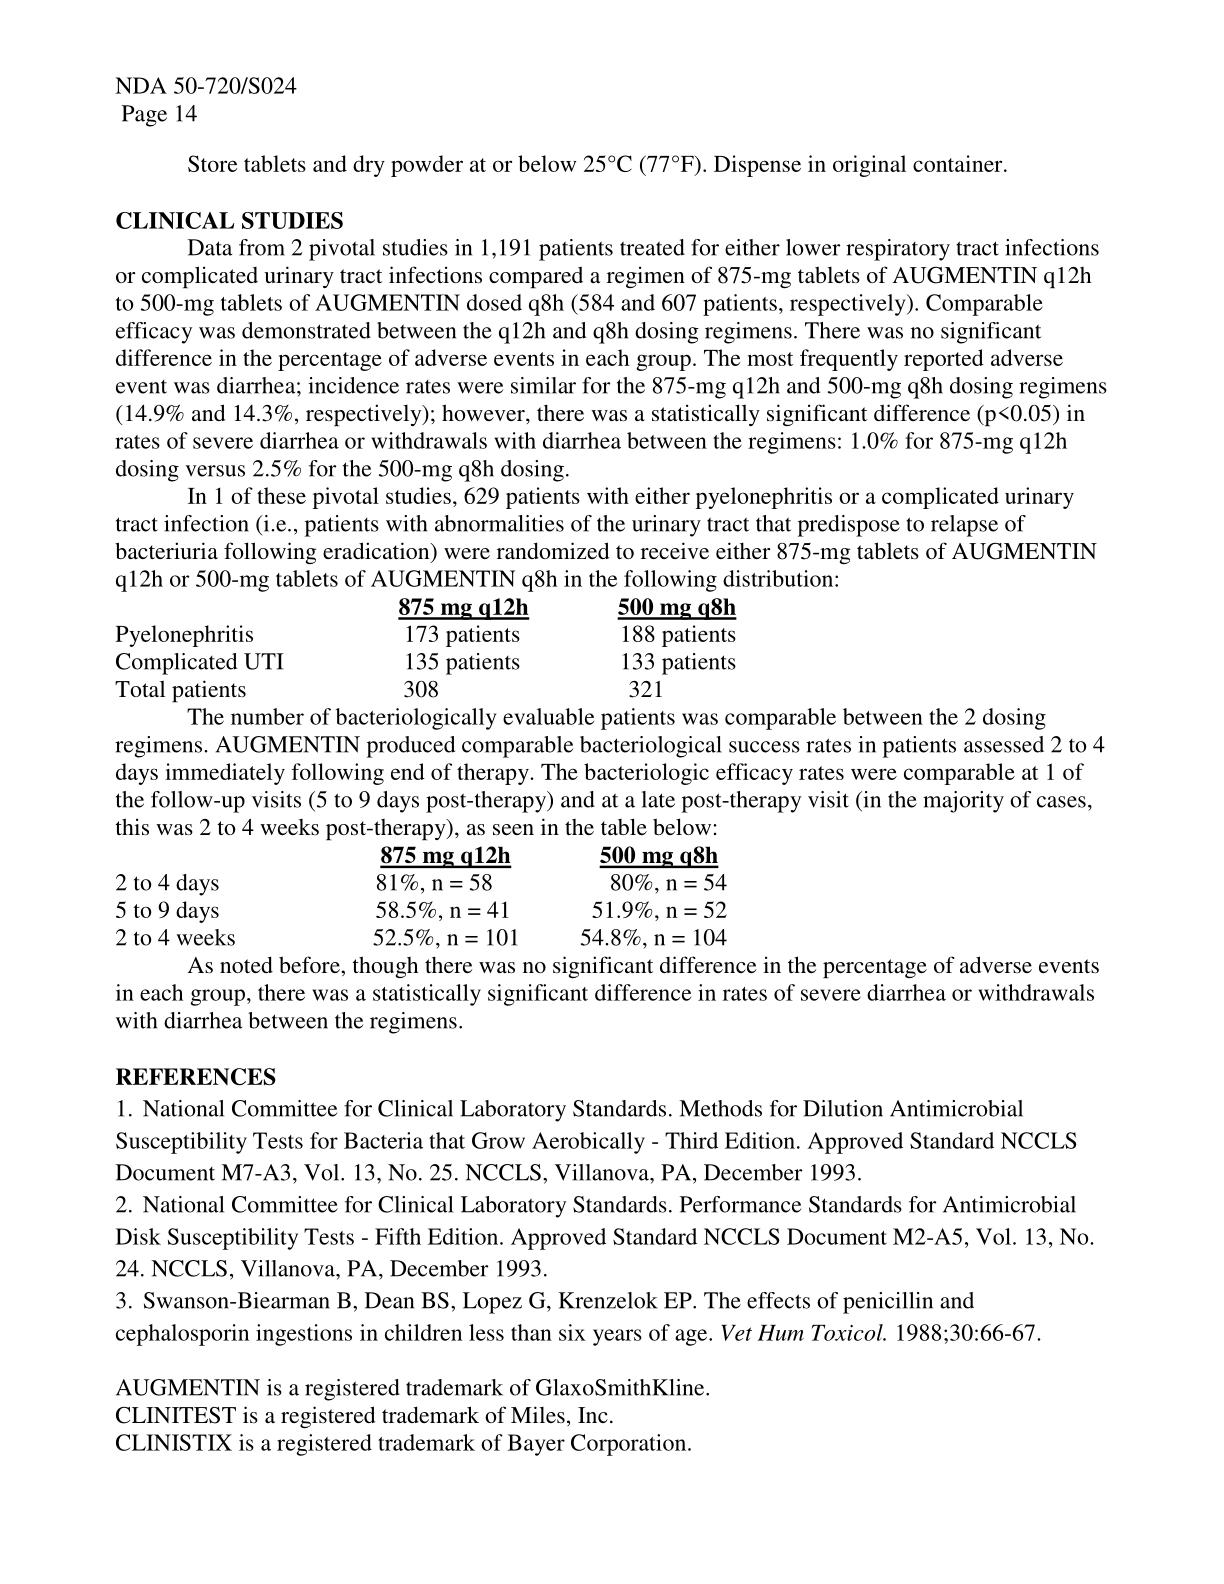 NDA 50-720/S024
Page 14
Store tablets and dry powder at or below 25°C (77°F). Dispense in original container.
CLINICAL STUDIES
Data from 2 pivotal studies in 1,191 patients treated for either lower respiratory tract infections
or complicated urinary tract infections compared a regimen of 875-mg tablets of AUGMENTIN q12h
to 500-mg tablets of AUGMENTIN dosed q8h (584 and 607 patients, respectively). Comparable
efficacy was demonstrated between the q12h and q8h dosing regimens. There was no significant
difference in the percentage of adverse events in each group. The most frequently reported adverse
event was diarrhea; incidence rates were similar for the 875-mg q12h and 500-mg q8h dosing regimens
(14.9% and 14.3%, respectively); however, there was a statistically significant difference (p<0.05) in
rates of severe diarrhea or withdrawals with diarrhea between the regimens: 1.0% for 875-mg q12h
dosing versus 2.5% for the 500-mg q8h dosing.
In 1 of these pivotal studies, 629 patients with either pyelonephritis or a complicated urinary
tract infection (i.e., patients with abnormalities of the urinary tract that predispose to relapse of
bacteriuria following eradication) were randomized to receive either 875-mg tablets of AUGMENTIN
q12h or 500-mg tablets of AUGMENTIN q8h in the following distribution:
875 mg q12h 500 mg q8h
Pyelonephritis 173 patients 188 patients
Complicated UTI 135 patients 133 patients
Total patients 308 321
The number of bacteriologically evaluable patients was comparable between the 2 dosing
regimens. AUGMENTIN produced comparable bacteriological success rates in patients assessed 2 to 4
days immediately following end of therapy. The bacteriologic efficacy rates were comparable at 1 of
the follow-up visits (5 to 9 days post-therapy) and at a late post-therapy visit (in the majority of cases,
this was 2 to 4 weeks post-therapy), as seen in the table below:
875 mg q12h 500 mg q8h
2 to 4 days 81%, n = 58 80%, n = 54
5 to 9 days 58.5%, n = 41 51.9%, n = 52
2 to 4 weeks 52.5%, n = 101 54.8%, n = 104
As noted before, though there was no significant difference in the percentage of adverse events
in each group, there was a statistically significant difference in rates of severe diarrhea or withdrawals
with diarrhea between the regimens.
REFERENCES
1. National Committee for Clinical Laboratory Standards. Methods for Dilution Antimicrobial
Susceptibility Tests for Bacteria that Grow Aerobically - Third Edition. Approved Standard NCCLS
Document M7-A3, Vol. 13, No. 25. NCCLS, Villanova, PA, December 1993.
2. National Committee for Clinical Laboratory Standards. Performance Standards for Antimicrobial
Disk Susceptibility Tests - Fifth Edition. Approved Standard NCCLS Document M2-A5, Vol. 13, No.
24. NCCLS, Villanova, PA, December 1993.
3. Swanson-Biearman B, Dean BS, Lopez G, Krenzelok EP. The effects of penicillin and
cephalosporin ingestions in children less than six years of age. Vet Hum Toxicol. 1988;30:66-67.
AUGMENTIN is a registered trademark of GlaxoSmithKline.
CLINITEST is a registered trademark of Miles, Inc.
CLINISTIX is a registered trademark of Bayer Corporation.